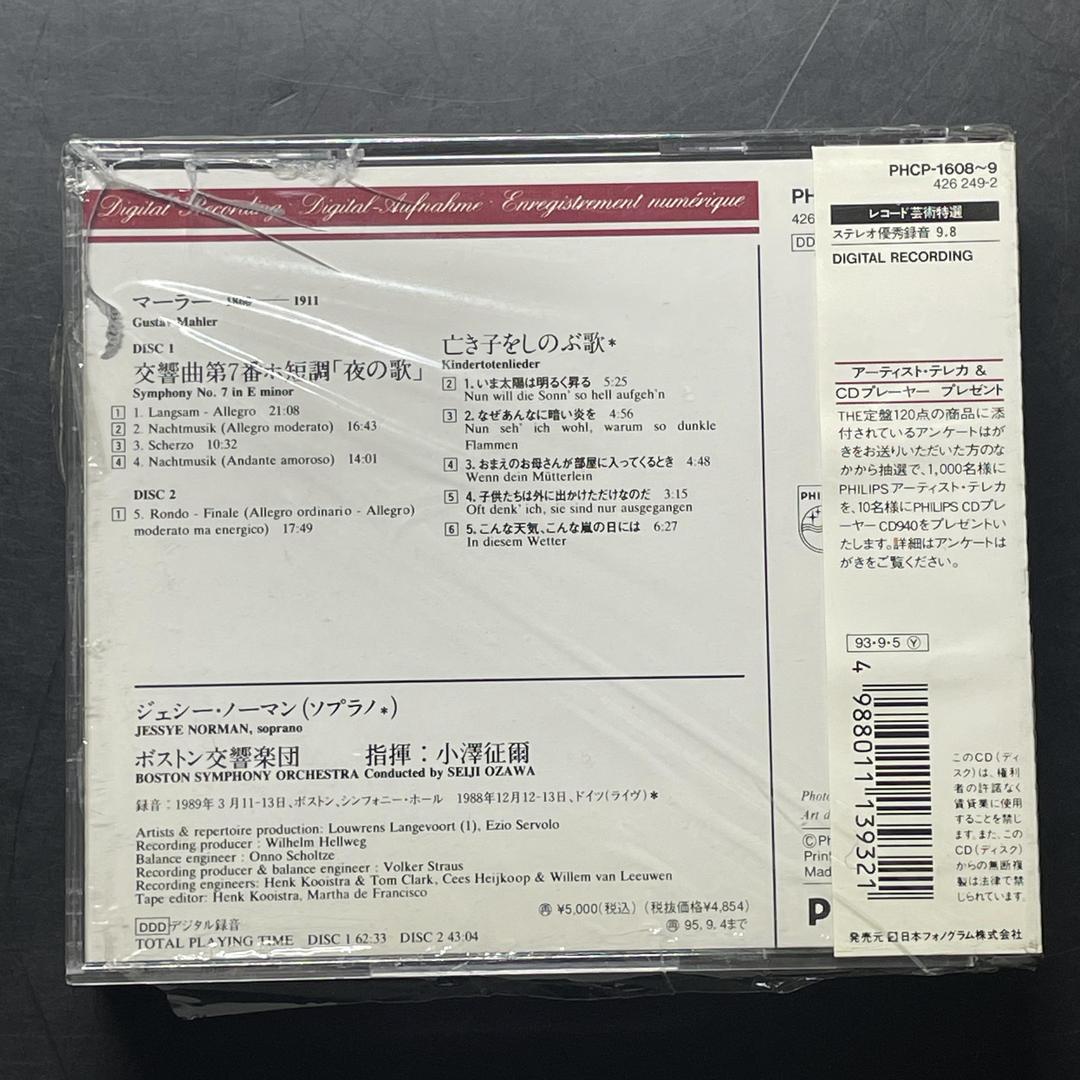 Digital Recording · Digital-Aufnahme · Enregistrement numérique
マーラー 1860 —— 1911
Gustav Mahler
DISC 1
交響曲第7番ホ短調「夜の歌」
Symphony No. 7 in E minor
1 1. Langsam - Allegro 21:08
2 2. Nachtmusik (Allegro moderato) 16:43
3 3. Scherzo 10:32
4 4. Nachtmusik (Andante amoroso) 14:01
DISC 2
1 5. Rondo - Finale (Allegro ordinario - Allegro)
moderato ma energico) 17:49
亡き子をしのぶ歌*
Kindertotenlieder
2 1. いま太陽は明るく昇る 5:25
Nun will die Sonn' so hell aufgeh'n
3 2. なぜあんなに暗い炎を 4:56
Nun seh' ich wohl, warum so dunkle
Flammen
4 3. おまえのお母さんが部屋に入ってくるとき 4:48
Wenn dein Mütterlein
5 4. 子供たちは外に出かけただけなのだ 3:15
Oft denk' ich, sie sind nur ausgegangen
6 5. こんな天気、こんな嵐の日には 6:27
In diesem Wetter
ジェシー・ノーマン(ソプラノ*)
JESSYE NORMAN, soprano
ボストン交響楽団 指揮：小澤征爾
BOSTON SYMPHONY ORCHESTRA Conducted by SEIJI OZAWA
録音：1989年3月11-13日、ボストン、シンフォニー・ホール 1988年12月12-13日、ドイツ(ライヴ)*
Artists & repertoire production: Louwrens Langevoort (1), Ezio Servolo
Recording producer : Wilhelm Hellweg
Balance engineer : Onno Scholtze
Recording producer & balance engineer : Volker Straus
Recording engineers: Henk Kooistra & Tom Clark, Cees Heijkoop & Willem van Leeuwen
Tape editor: Henk Kooistra, Martha de Francisco
DDD デジタル録音
TOTAL PLAYING TIME DISC 1 62:33 DISC 2 43:04
再 ¥5,000(税込) (税抜価格¥4,854)
再 95.9.4まで
PH
426
DD
PHILI
Photo
Art d
©Ph
Print
Made
P
PHCP-1608~9
426 249-2
レコード芸術特選
ステレオ優秀録音 9.8
DIGITAL RECORDING
アーティスト・テレカ &
CDプレーヤー プレゼント
THE定盤120点の商品に添
付されているアンケートはが
きをお送りいただいた方のな
かから抽選で、1,000名様に
PHILIPSアーティスト・テレカ
を、10名様にPHILIPS CDプレ
ーヤーCD940をプレゼントい
たします。詳細はアンケートは
がきをご覧ください。
93・9・5 Ⓨ
4 988011 139321
このCD(ディ
スク)は、権利
者の許諾なく
賃貸業に使用
することを禁じ
ます。また、この
CD(ディスク)
からの無断複
製は法律で禁
じられています。
発売元 日本フォノグラム株式会社